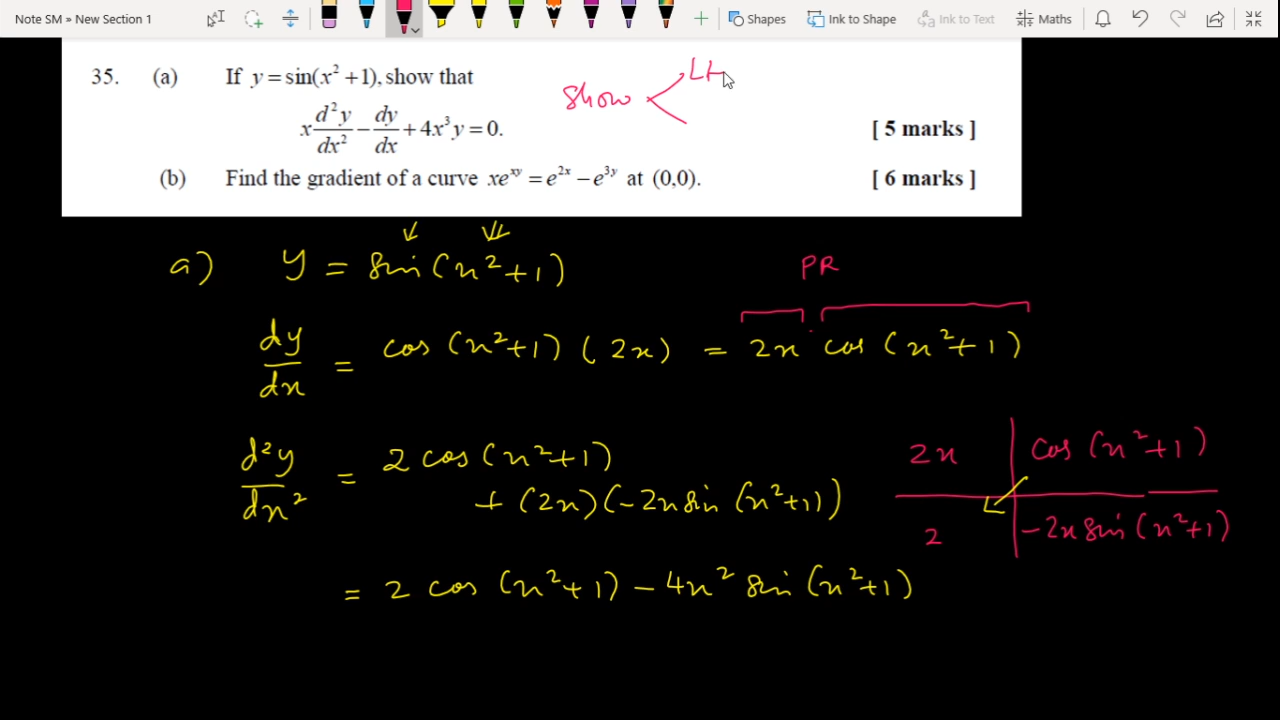 Note SM » New Section 1
Shapes Ink to Shape Ink to Text Maths
35. (a) If y = sin(x² +1), show that
x d²y/dx² − dy/dx + 4x³y = 0. [ 5 marks ]
(b) Find the gradient of a curve xe^{xy} = e^{2x} − e^{3y} at (0,0). [ 6 marks ]
Show LH
a) y = sin(x²+1)
PR
dy/dx = cos(x²+1)(2x) = 2x · cos(x²+1)
d²y/dx² = 2 cos(x²+1)
+ (2x)(−2x sin(x²+1))
= 2 cos(x²+1) − 4x² sin(x²+1)
2x cos(x²+1)
2 −2x sin(x²+1)